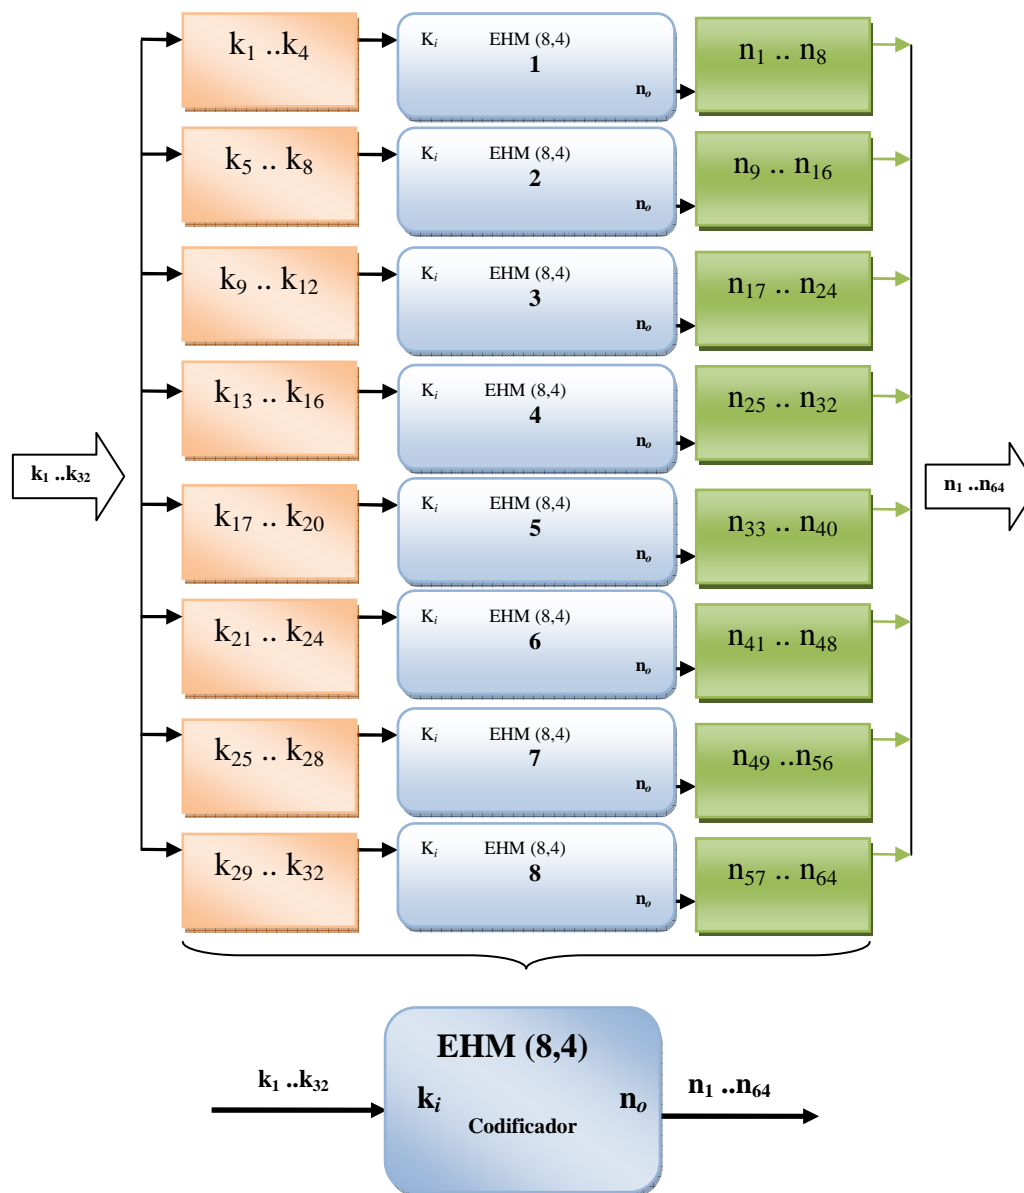 k₁ ..k₄
Kᵢ EHM (8,4)
1
nₒ
n₁ .. n₈
k₅ .. k₈
Kᵢ EHM (8,4)
2
nₒ
n₉ .. n₁₆
k₉ .. k₁₂
Kᵢ EHM (8,4)
3
nₒ
n₁₇ .. n₂₄
k₁₃ .. k₁₆
Kᵢ EHM (8,4)
4
nₒ
n₂₅ .. n₃₂
k₁ ..k₃₂
n₁ ..n₆₄
k₁₇ .. k₂₀
Kᵢ EHM (8,4)
5
nₒ
n₃₃ .. n₄₀
k₂₁ .. k₂₄
Kᵢ EHM (8,4)
6
nₒ
n₄₁ .. n₄₈
k₂₅ .. k₂₈
Kᵢ EHM (8,4)
7
nₒ
n₄₉ ..n₅₆
k₂₉ .. k₃₂
Kᵢ EHM (8,4)
8
nₒ
n₅₇ .. n₆₄
EHM (8,4)
k₁ ..k₃₂
kᵢ nₒ
n₁ ..n₆₄
Codificador